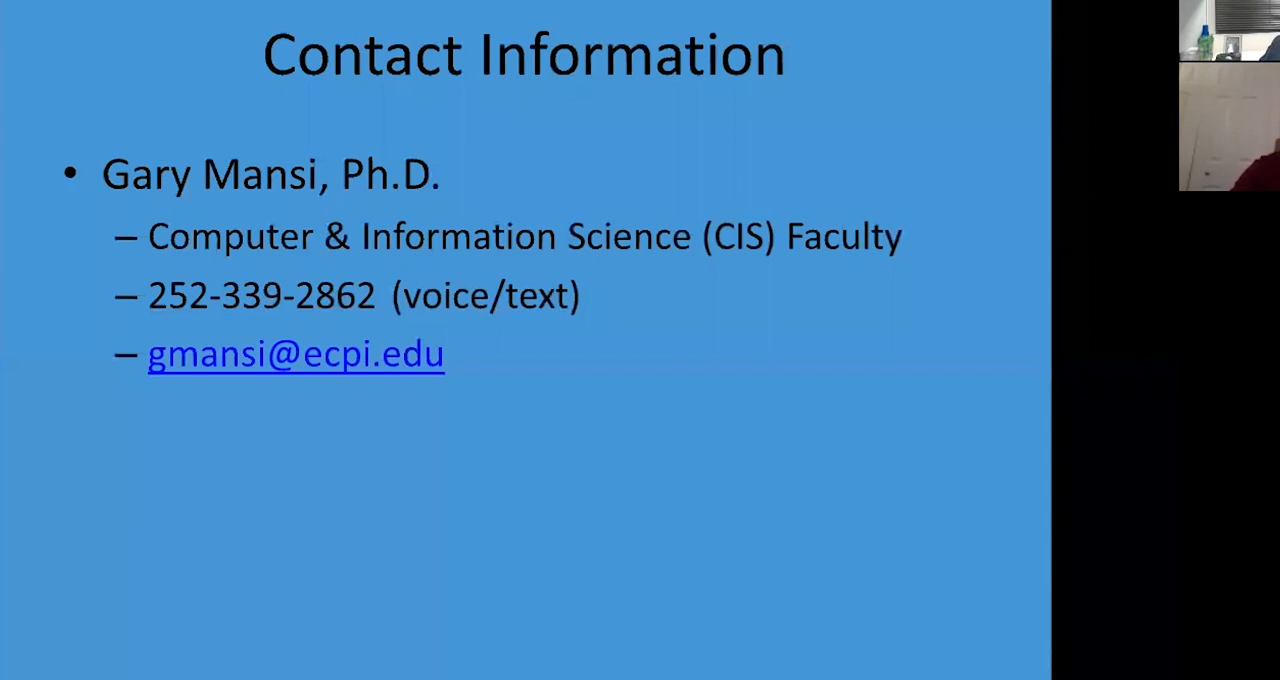 Contact Information
• Gary Mansi, Ph.D.
– Computer & Information Science (CIS) Faculty
– 252-339-2862 (voice/text)
– gmansi@ecpi.edu